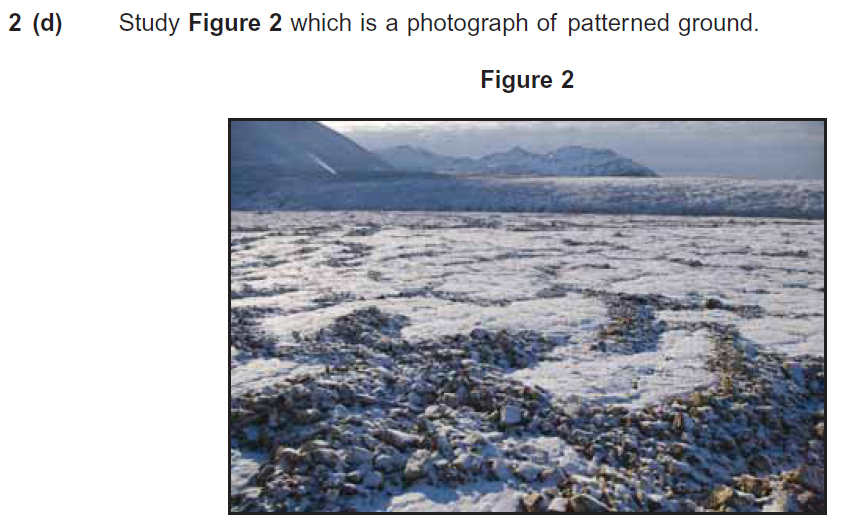 2 (d) Study Figure 2 which is a photograph of patterned ground.
Figure 2